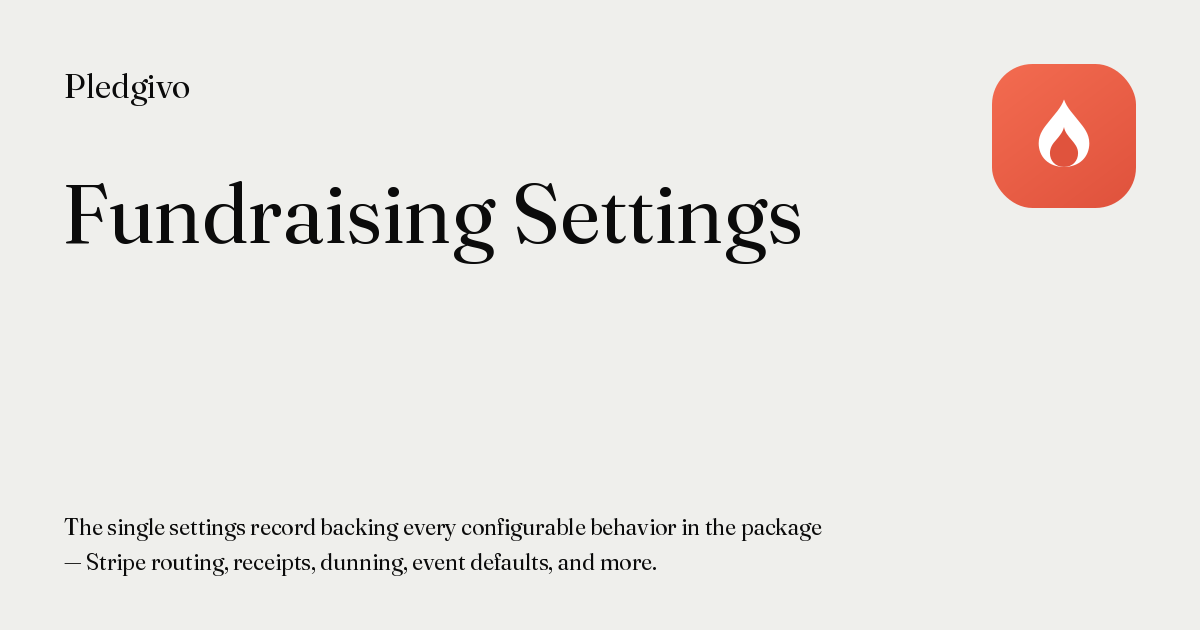 Pledgivo
Fundraising Settings
The single settings record backing every configurable behavior in the package
— Stripe routing, receipts, dunning, event defaults, and more.